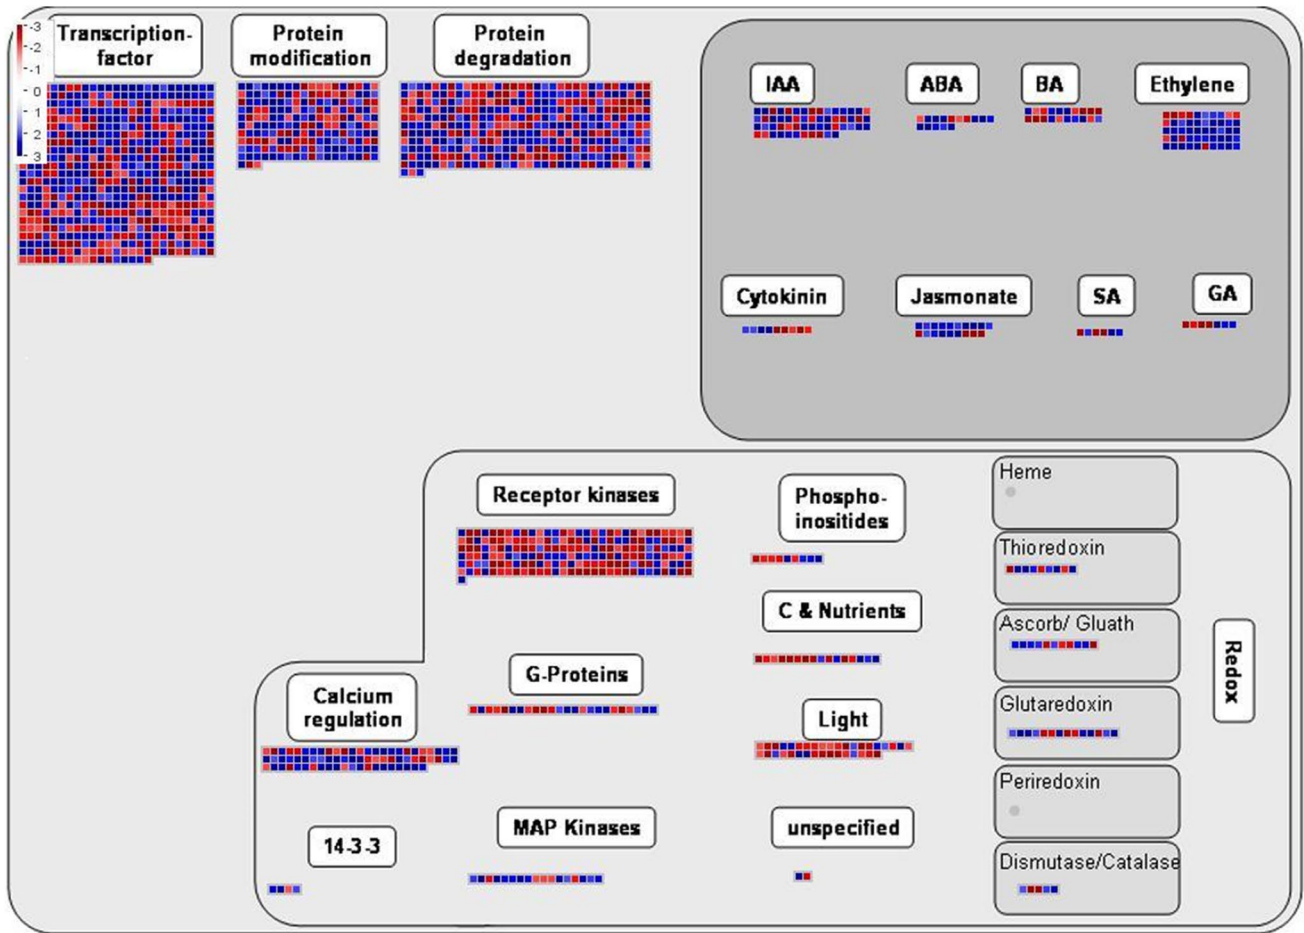 -3
-2
-1
0
1
2
3
Transcription-
factor
Protein
modification
Protein
degradation
IAA
ABA
BA
Ethylene
Cytokinin
Jasmonate
SA
GA
Receptor kinases
Phospho-
inositides
C & Nutrients
G-Proteins
Calcium
regulation
Light
MAP Kinases
unspecified
14-3-3
Heme
Thioredoxin
Ascorb/ Gluath
Glutaredoxin
Periredoxin
Dismutase/Catalase
Redox